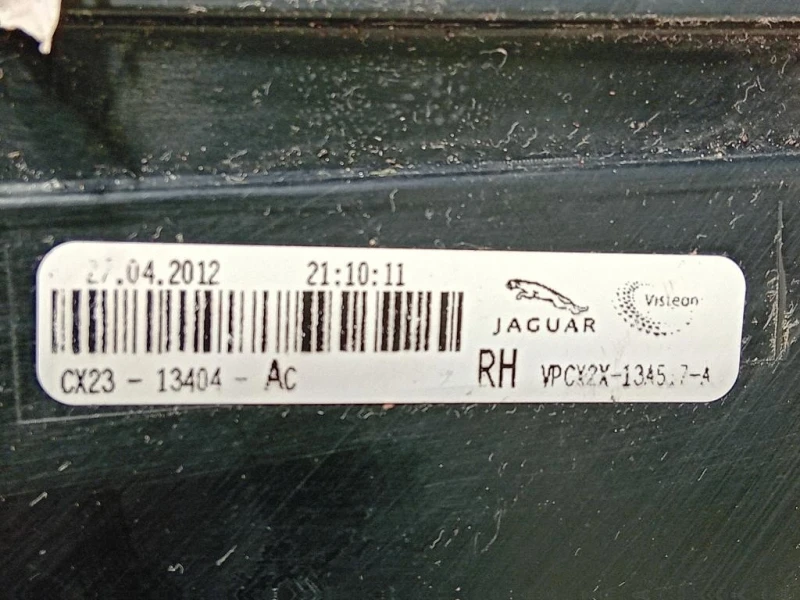 27.04.2012 21:10:11
JAGUAR Visteon
CX23 - 13404 - AC RH